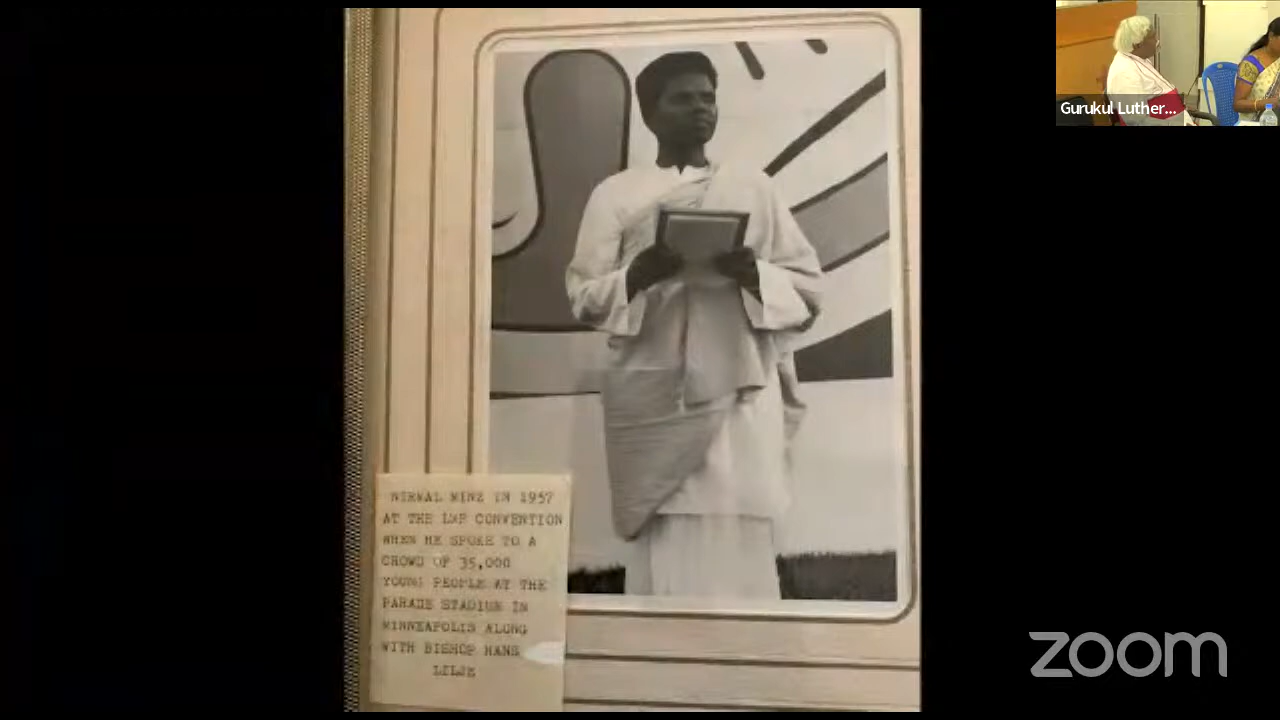 Gurukul Luther...
NIRMAL MINZ IN 1957
AT THE LWF CONVENTION
WHEN HE SPOKE TO A
CROWD OF 35,000
YOUNG PEOPLE AT THE
PARADE STADIUM IN
MINNEAPOLIS ALONG
WITH BISHOP HANS
LILJE
zoom